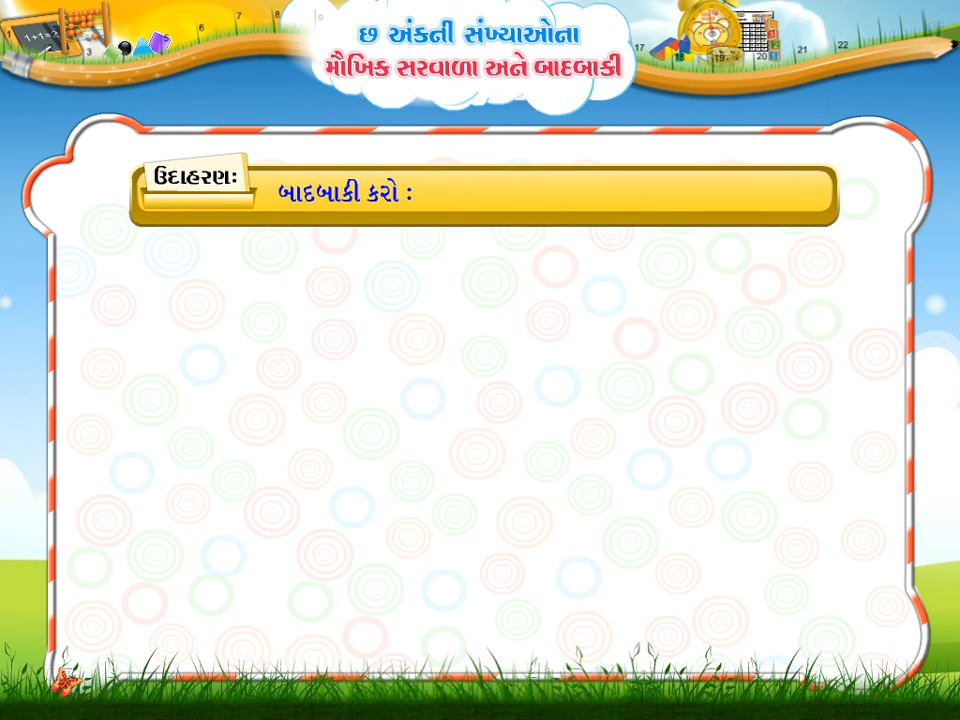 છ અંકની સંખ્યાઓના
મૌખિક સરવાળા અને બાદબાકી
ઉદાહરણઃ
બાદબાકી કરો :